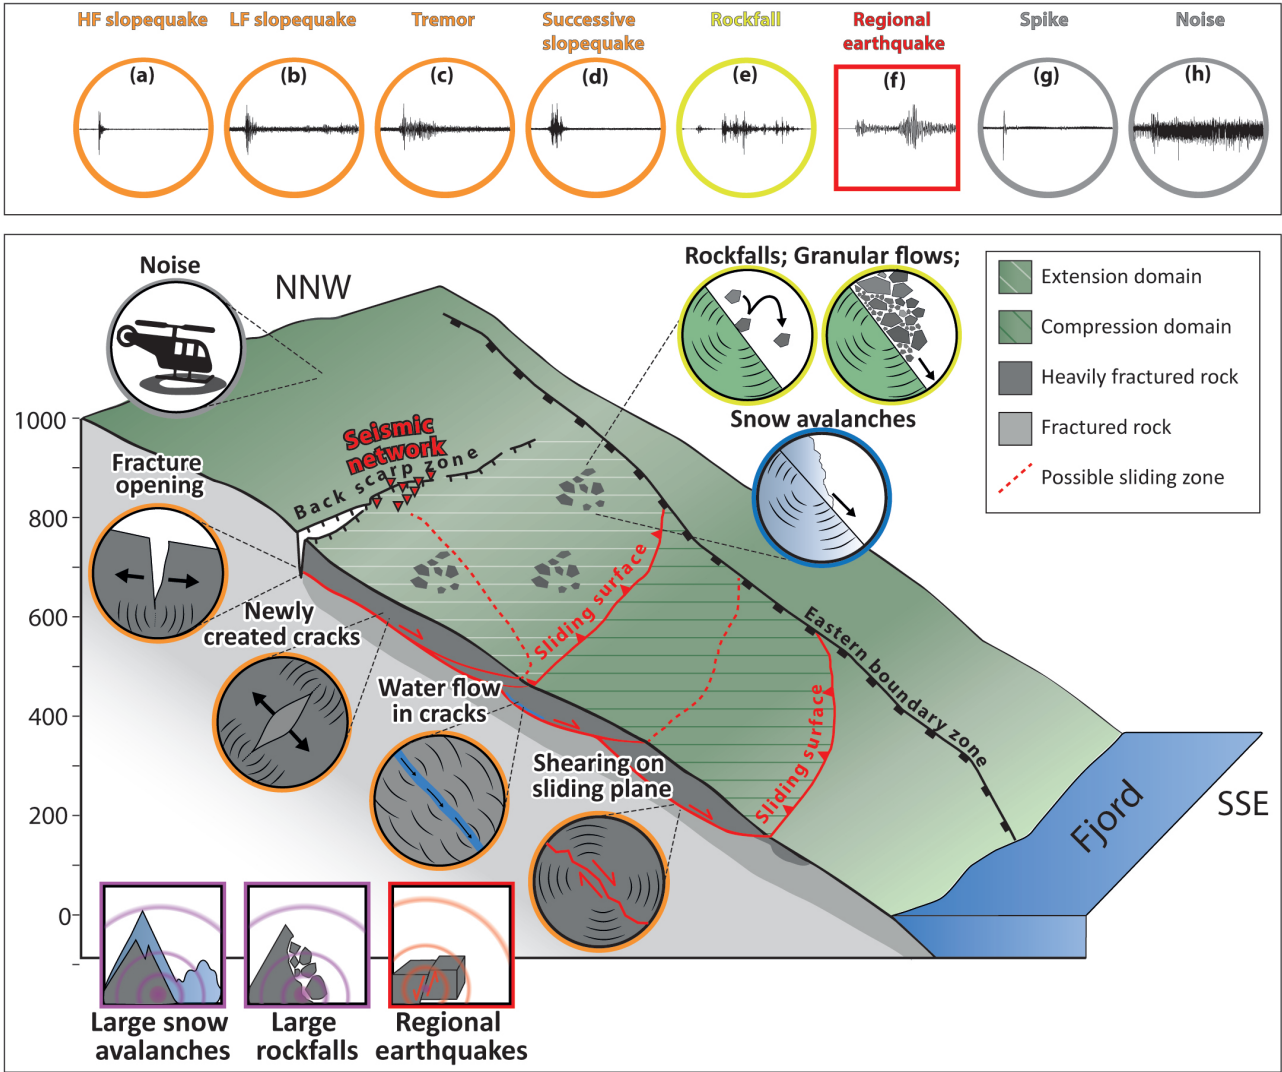 HF slopequake
LF slopequake
Tremor
Successive
slopequake
Rockfall
Regional
earthquake
Spike
Noise
(a)
(b)
(c)
(d)
(e)
(f)
(g)
(h)
Noise
NNW
Rockfalls; Granular flows;
Snow avalanches
Extension domain
Compression domain
Heavily fractured rock
Fractured rock
Possible sliding zone
1000
800
600
400
200
0
Seismic
network
Back scarp zone
Fracture
opening
Newly
created cracks
Water flow
in cracks
Shearing on
sliding plane
Sliding surface
Sliding surface
Eastern boundary zone
Fjord
SSE
Large snow
avalanches
Large
rockfalls
Regional
earthquakes